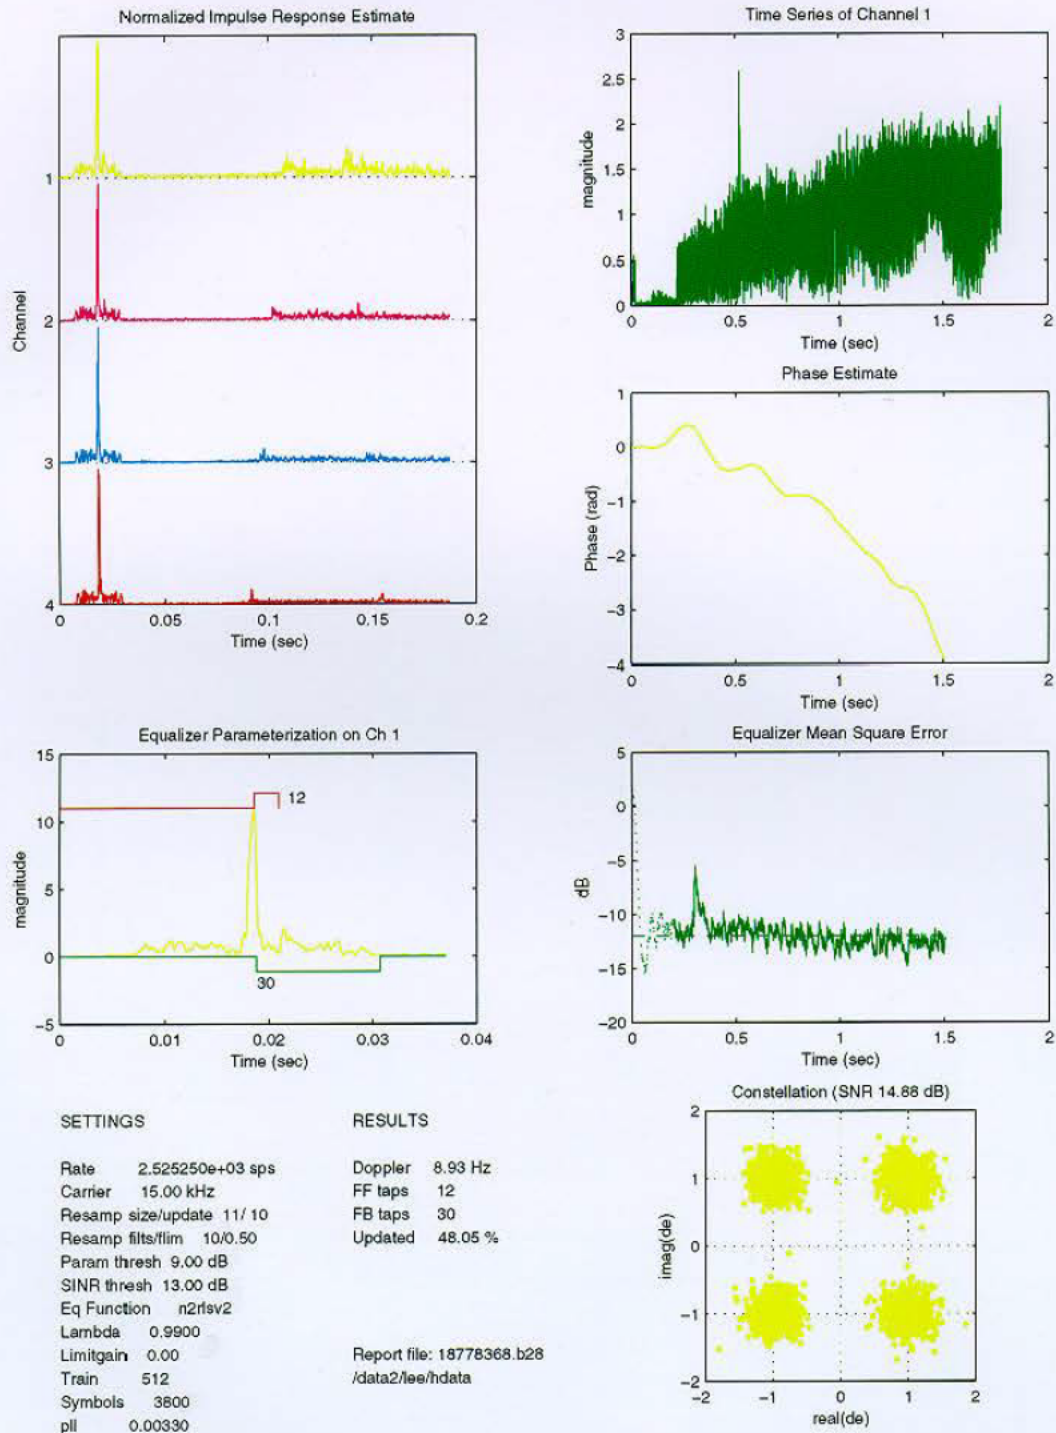 Normalized Impulse Response Estimate
1
2
3
4
Channel
0
0.05
0.1
0.15
0.2
Time (sec)
Time Series of Channel 1
3
2.5
2
1.5
1
0.5
0
magnitude
0
0.5
1
1.5
2
Time (sec)
Phase Estimate
1
0
−1
−2
−3
−4
Phase (rad)
0
0.5
1
1.5
2
Time (sec)
Equalizer Parameterization on Ch 1
15
10
5
0
−5
magnitude
12
30
0
0.01
0.02
0.03
0.04
Time (sec)
Equalizer Mean Square Error
5
0
−5
−10
−15
−20
dB
0
0.5
1
1.5
2
Time (sec)
SETTINGS
Rate 2.525250e+03 sps
Carrier 15.00 kHz
Resamp size/update 11/ 10
Resamp filts/flim 10/0.50
Param thresh 9.00 dB
SINR thresh 13.00 dB
Eq Function n2rlsv2
Lambda 0.9900
Limitgain 0.00
Train 512
Symbols 3800
pll 0.00330
RESULTS
Doppler 8.93 Hz
FF taps 12
FB taps 30
Updated 48.05 %
Report file: 18778368.b28
/data2/lee/hdata
Constellation (SNR 14.88 dB)
2
1
0
−1
−2
imag(de)
−2
−1
0
1
2
real(de)